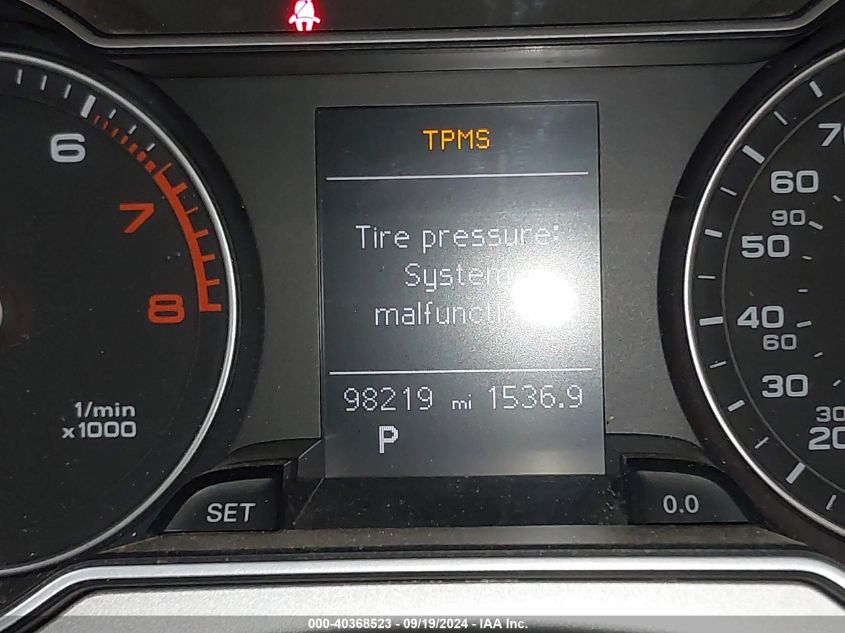 TPMS
Tire pressure:
System
98219 mi 1536.9
P
6
7
8
1/min
x1000
70
60
90
50
40
60
30
30
20
SET
0.0
000-40368523 - 09/19/2024 - IAA Inc.